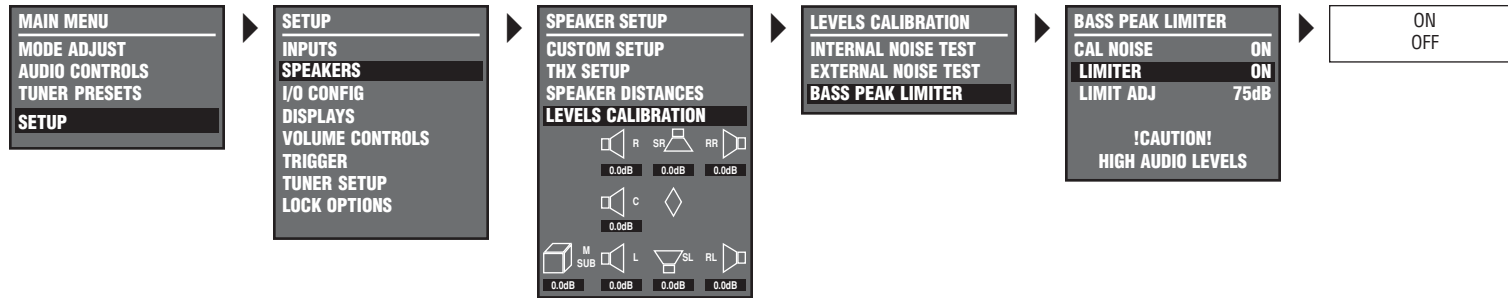 MAIN MENU
MODE ADJUST
AUDIO CONTROLS
TUNER PRESETS
SETUP
SETUP
INPUTS
SPEAKERS
I/O CONFIG
DISPLAYS
VOLUME CONTROLS
TRIGGER
TUNER SETUP
LOCK OPTIONS
SPEAKER SETUP
CUSTOM SETUP
THX SETUP
SPEAKER DISTANCES
LEVELS CALIBRATION
R SR RR
0.0dB 0.0dB 0.0dB
C
0.0dB
M
SUB L SL RL
0.0dB 0.0dB 0.0dB 0.0dB
LEVELS CALIBRATION
INTERNAL NOISE TEST
EXTERNAL NOISE TEST
BASS PEAK LIMITER
BASS PEAK LIMITER
CAL NOISE ON
LIMITER ON
LIMIT ADJ 75dB
!CAUTION!
HIGH AUDIO LEVELS
ON
OFF